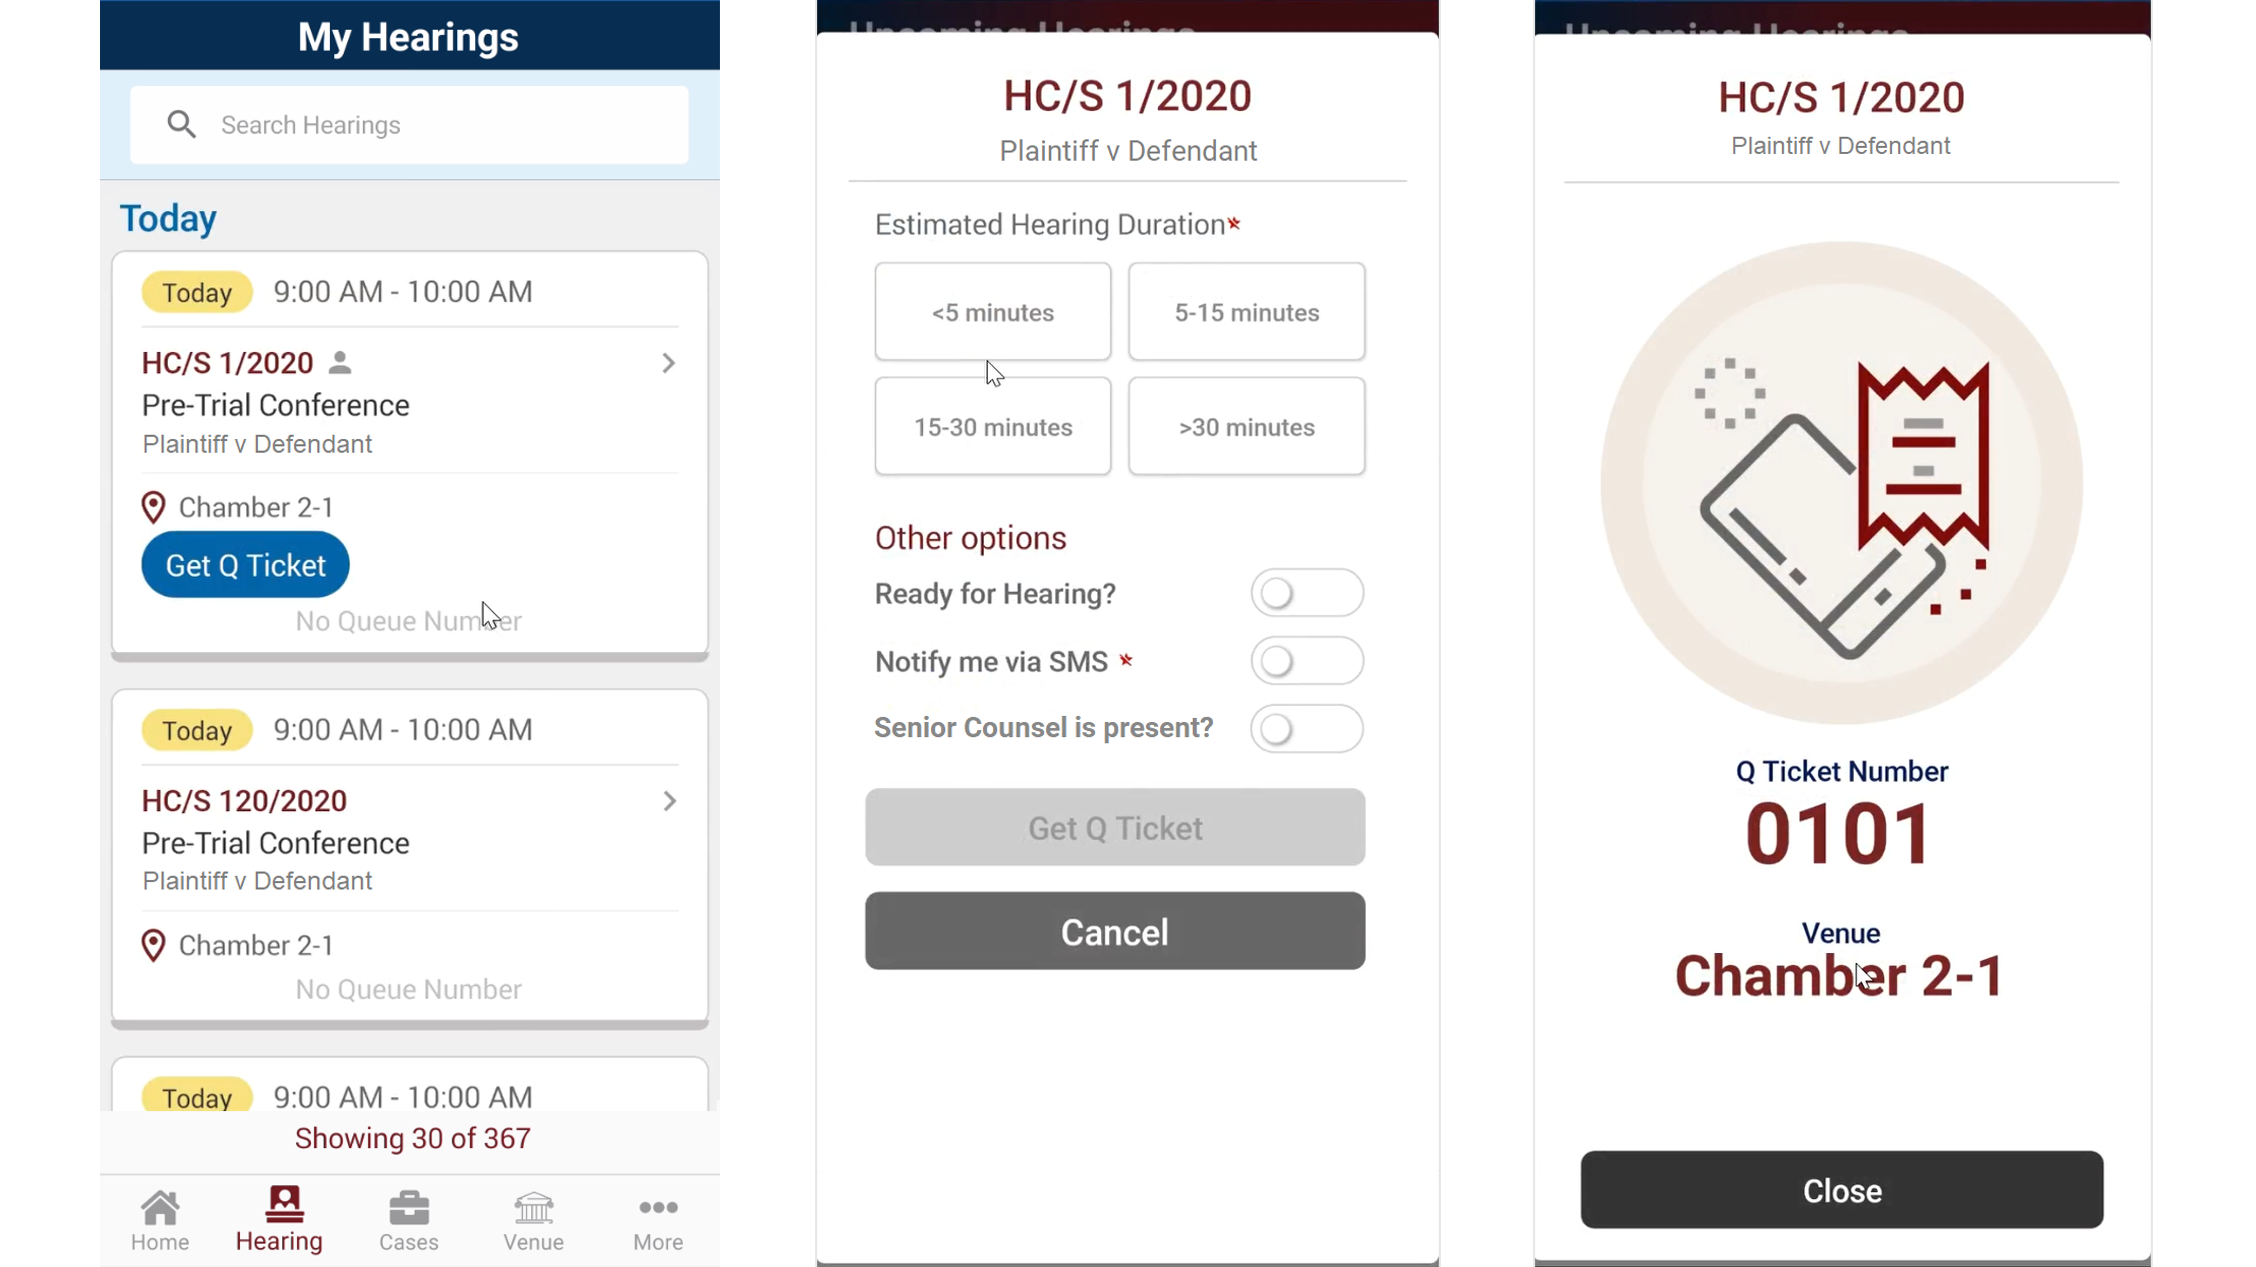 My Hearings
Search Hearings
Today
Today 9:00 AM - 10:00 AM
HC/S 1/2020
Pre-Trial Conference
Plaintiff v Defendant
Chamber 2-1
Get Q Ticket
No Queue Number
Today 9:00 AM - 10:00 AM
HC/S 120/2020
Pre-Trial Conference
Plaintiff v Defendant
Chamber 2-1
No Queue Number
Today 9:00 AM - 10:00 AM
Showing 30 of 367
Home Hearing Cases Venue More
Upcoming Hearings
HC/S 1/2020
Plaintiff v Defendant
Estimated Hearing Duration*
<5 minutes 5-15 minutes
15-30 minutes >30 minutes
Other options
Ready for Hearing?
Notify me via SMS *
Senior Counsel is present?
Get Q Ticket
Cancel
Upcoming Hearings
HC/S 1/2020
Plaintiff v Defendant
Q Ticket Number
0101
Venue
Chamber 2-1
Close